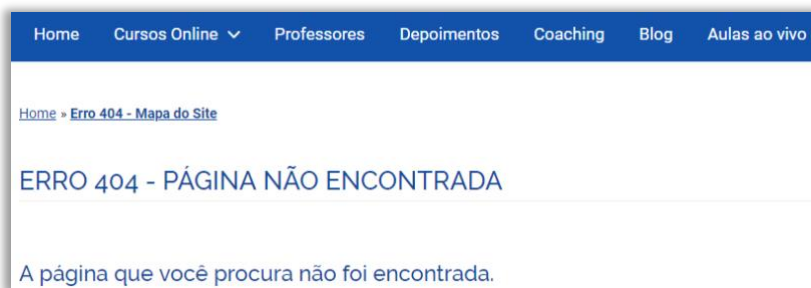 Home Cursos Online Professores Depoimentos Coaching Blog Aulas ao vivo
Home » Erro 404 - Mapa do Site
ERRO 404 - PÁGINA NÃO ENCONTRADA
A página que você procura não foi encontrada.